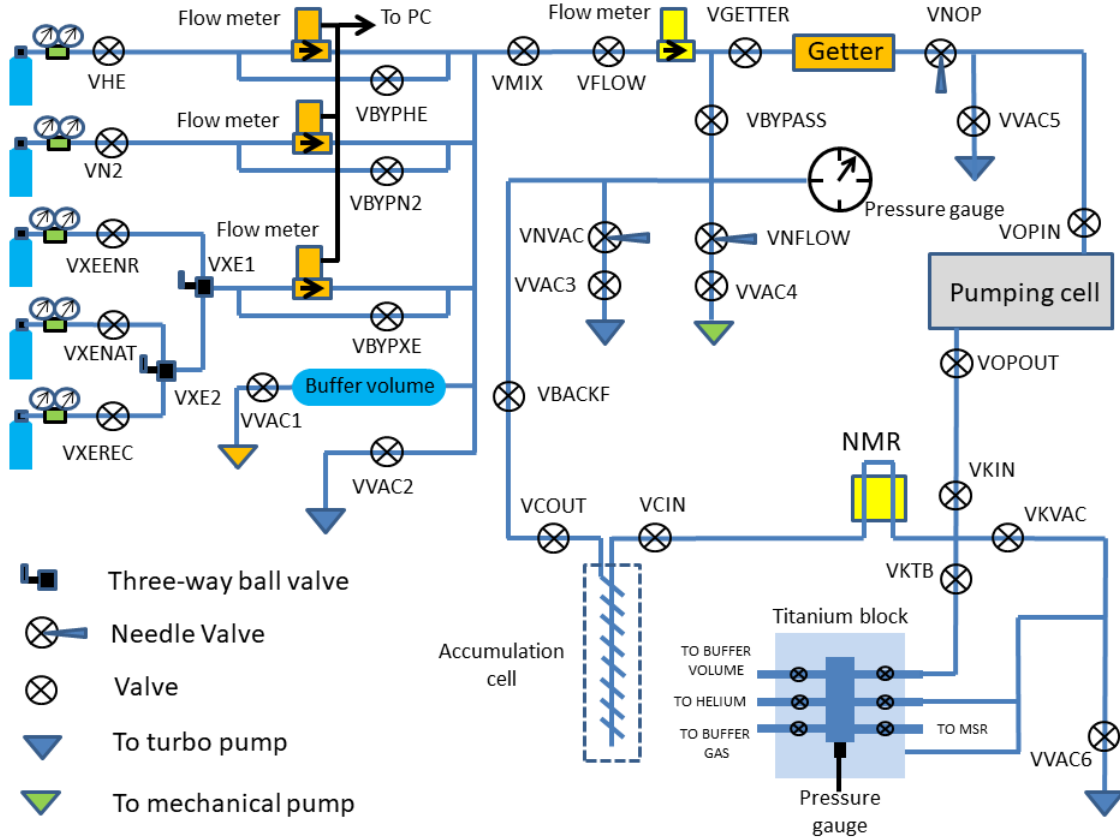 Flow meter
To PC
Flow meter
VGETTER
VNOP
VHE
VBYPHE
VMIX
VFLOW
Getter
Flow meter
VBYPASS
VVAC5
VN2
VBYPN2
Pressure gauge
VXEENR
VXE1
Flow meter
VNVAC
VNFLOW
VOPIN
VVAC3
VVAC4
Pumping cell
VXENAT
VBYPXE
VXE2
Buffer volume
VOPOUT
VVAC1
VBACKF
VXEREC
VVAC2
NMR
VKIN
VCOUT
VCIN
VKVAC
VKTB
Three-way ball valve
Titanium block
Needle Valve
Accumulation
cell
TO BUFFER
VOLUME
Valve
TO HELIUM
TO BUFFER
GAS
TO MSR
To turbo pump
VVAC6
To mechanical pump
Pressure
gauge